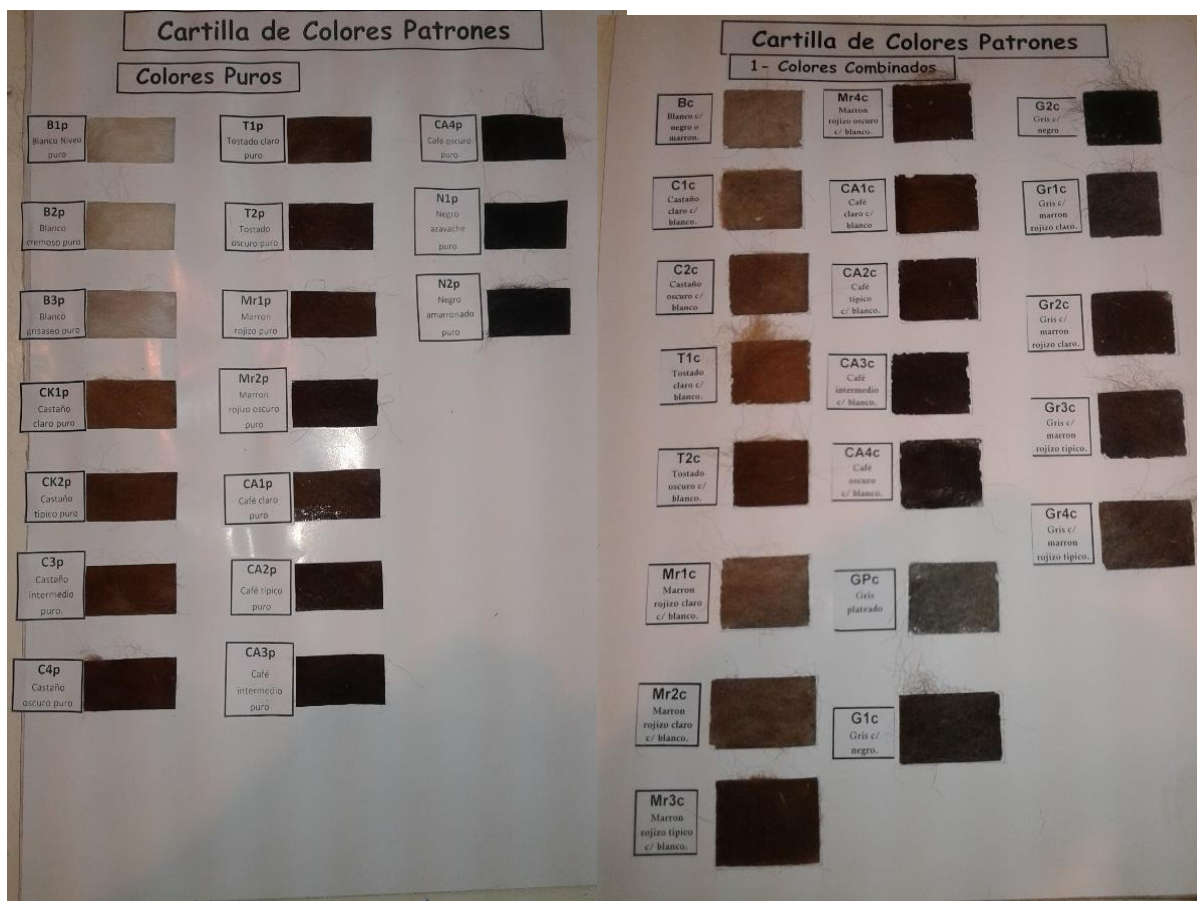 Cartilla de Colores Patrones
Colores Puros
B1p
Blanco Niveo
puro
B2p
Blanco
cremoso puro
B3p
Blanco
grisaseo puro
CK1p
Castaño
claro puro
CK2p
Castaño
tipico puro
C3p
Castaño
intermedio
puro.
C4p
Castaño
oscuro puro
T1p
Tostado claro
puro
T2p
Tostado
oscuro puro
Mr1p
Marron
rojizo puro
Mr2p
Marron
rojizo oscuro
puro
CA1p
Café claro
puro
CA2p
Café tipico
puro
CA3p
Café
intermedio
puro
CA4p
Café oscuro
puro
N1p
Negro
azavache
puro
N2p
Negro
amarronado
puro
Cartilla de Colores Patrones
1- Colores Combinados
Bc
Blanco c/
negro o
marron.
C1c
Castaño
claro c/
blanco.
C2c
Castaño
oscuro c/
blanco
T1c
Tostado
claro c/
blanco.
T2c
Tostado
oscuro c/
blanco.
Mr1c
Marron
rojizo claro
c/ blanco.
Mr2c
Marron
rojizo claro
c/ blanco.
Mr3c
Marron
rojizo tipico
c/ blanco.
Mr4c
Marron
rojizo oscuro
c/ blanco.
CA1c
Café
claro c/
blanco
CA2c
Café
tipico
c/ blanco.
CA3c
Café
intermedio
c/ blanco.
CA4c
Café
oscuro
c/ blanco.
GPc
Gris
plateado
G1c
Gris c/
negro.
G2c
Gris c/
negro
Gr1c
Gris c/
marron
rojizo claro.
Gr2c
Gris c/
marron
rojizo claro.
Gr3c
Gris c/
marron
rojizo tipico.
Gr4c
Gris c/
marron
rojizo tipico.